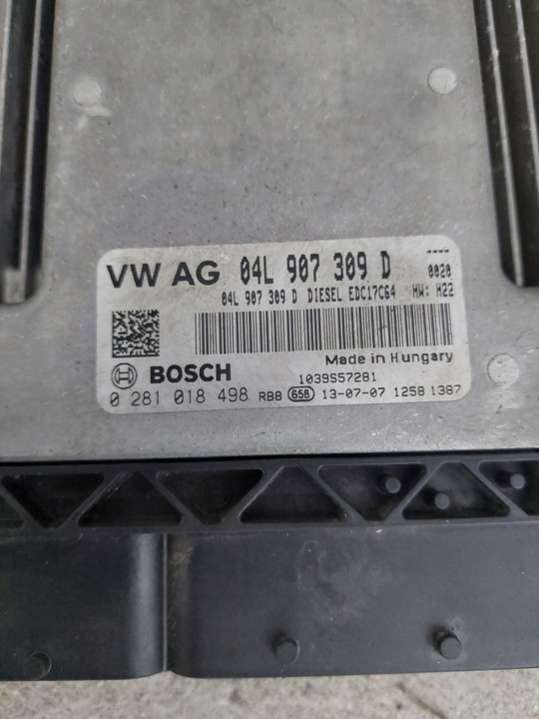 VW AG 04L 907 309 D ----
0020
04L 907 309 D DIESEL EDC17C64 HW: H22
Made in Hungary
BOSCH 1039S57281
0 281 018 498 RBB 658 13-07-07 1258 1387